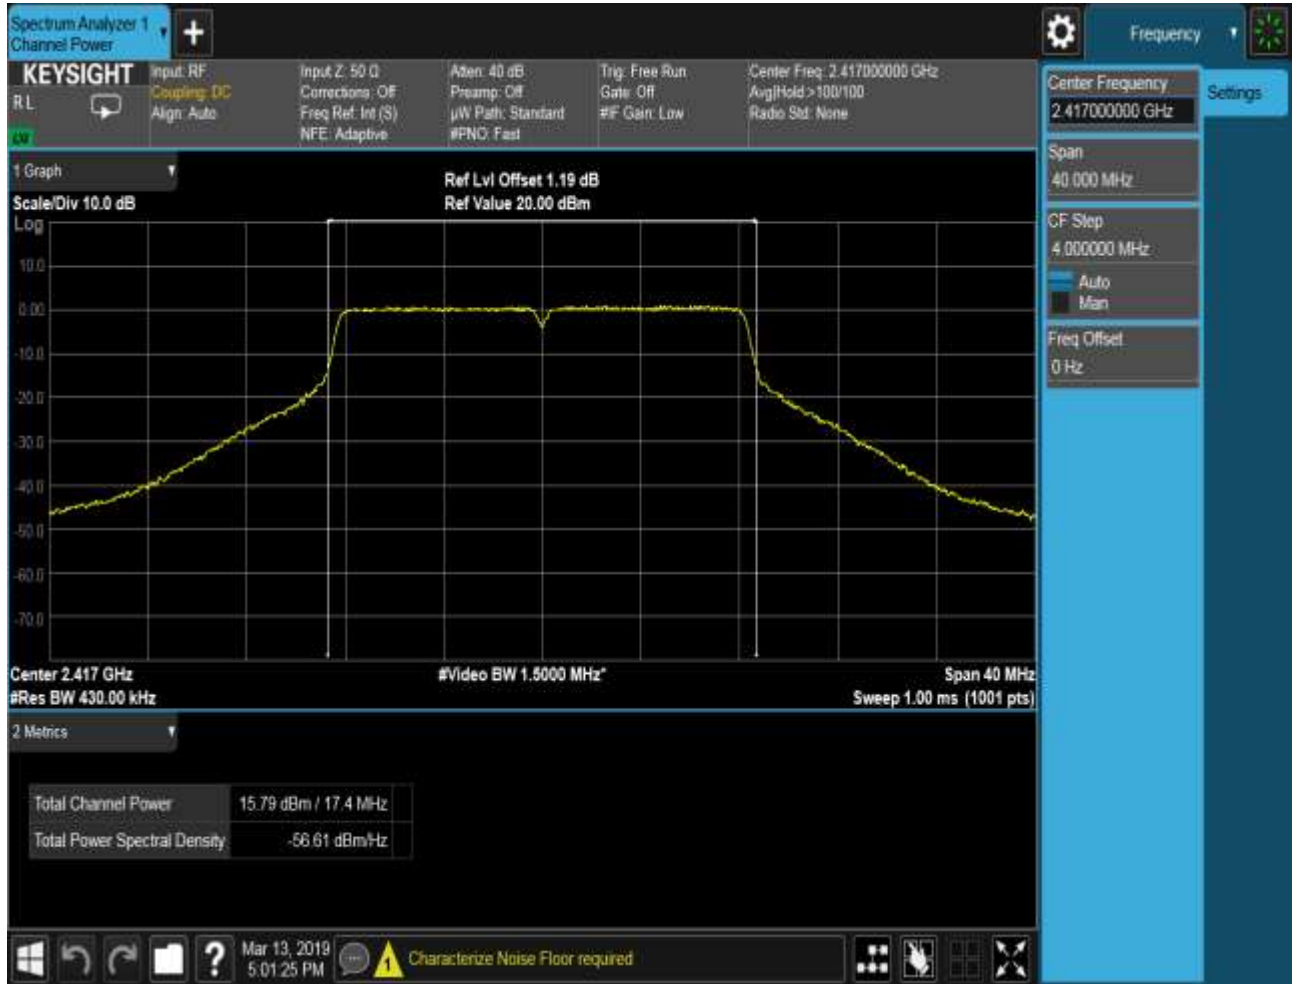 Spectrum Analyzer 1
Channel Power
Frequency
KEYSIGHT
R L
Input: RF
Coupling: DC
Align: Auto
Input Z: 50 Ω
Corrections: Off
Freq Ref: Int (S)
NFE: Adaptive
Atten: 40 dB
Preamp: Off
µW Path: Standard
#PNO: Fast
Trig: Free Run
Gate: Off
#IF Gain: Low
Center Freq: 2.417000000 GHz
Avg|Hold:>100/100
Radio Std: None
Center Frequency
2.417000000 GHz
Settings
Span
40.000 MHz
CF Step
4.000000 MHz
Auto
Man
Freq Offset
0 Hz
1 Graph
Scale/Div 10.0 dB
Ref Lvl Offset 1.19 dB
Ref Value 20.00 dBm
Log
10.0
0.00
-10.0
-20.0
-30.0
-40.0
-50.0
-60.0
-70.0
Center 2.417 GHz
#Video BW 1.5000 MHz*
Span 40 MHz
#Res BW 430.00 kHz
Sweep 1.00 ms (1001 pts)
2 Metrics
Total Channel Power 15.79 dBm / 17.4 MHz
Total Power Spectral Density -56.61 dBm/Hz
?
Mar 13, 2019
5:01:25 PM
1
Characterize Noise Floor required